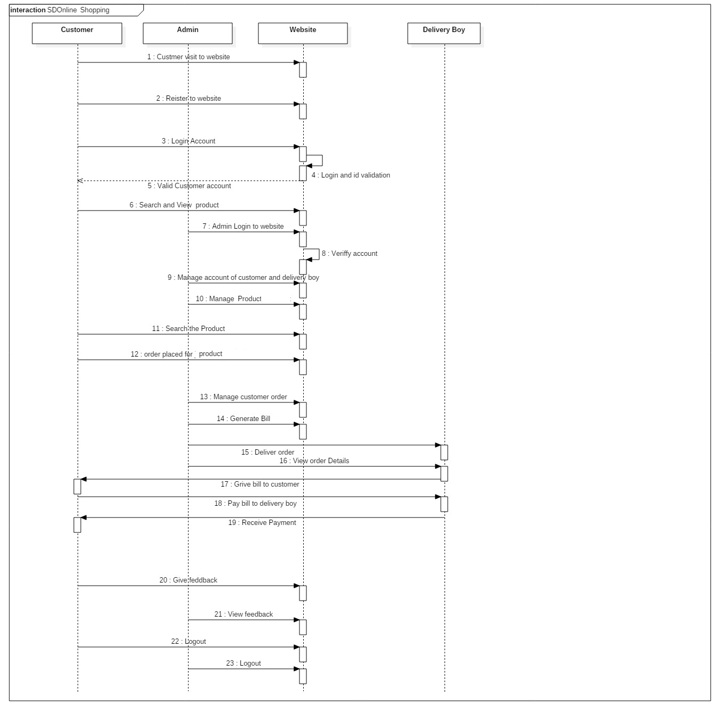 interaction SDOnline Shopping
Customer
Admin
Website
Delivery Boy
1 : Custmer visit to website
2 : Reister to website
3 : Login Account
4 : Login and id validation
5 : Valid Customer account
6 : Search and View product
7 : Admin Login to website
8 : Veriffy account
9 : Manage account of customer and delivery boy
10 : Manage Product
11 : Search the Product
12 : order placed for product
13 : Manage customer order
14 : Generate Bill
15 : Deliver order
16 : View order Details
17 : Grive bill to customer
18 : Pay bill to delivery boy
19 : Receive Payment
20 : Give feddback
21 : View feedback
22 : Logout
23 : Logout